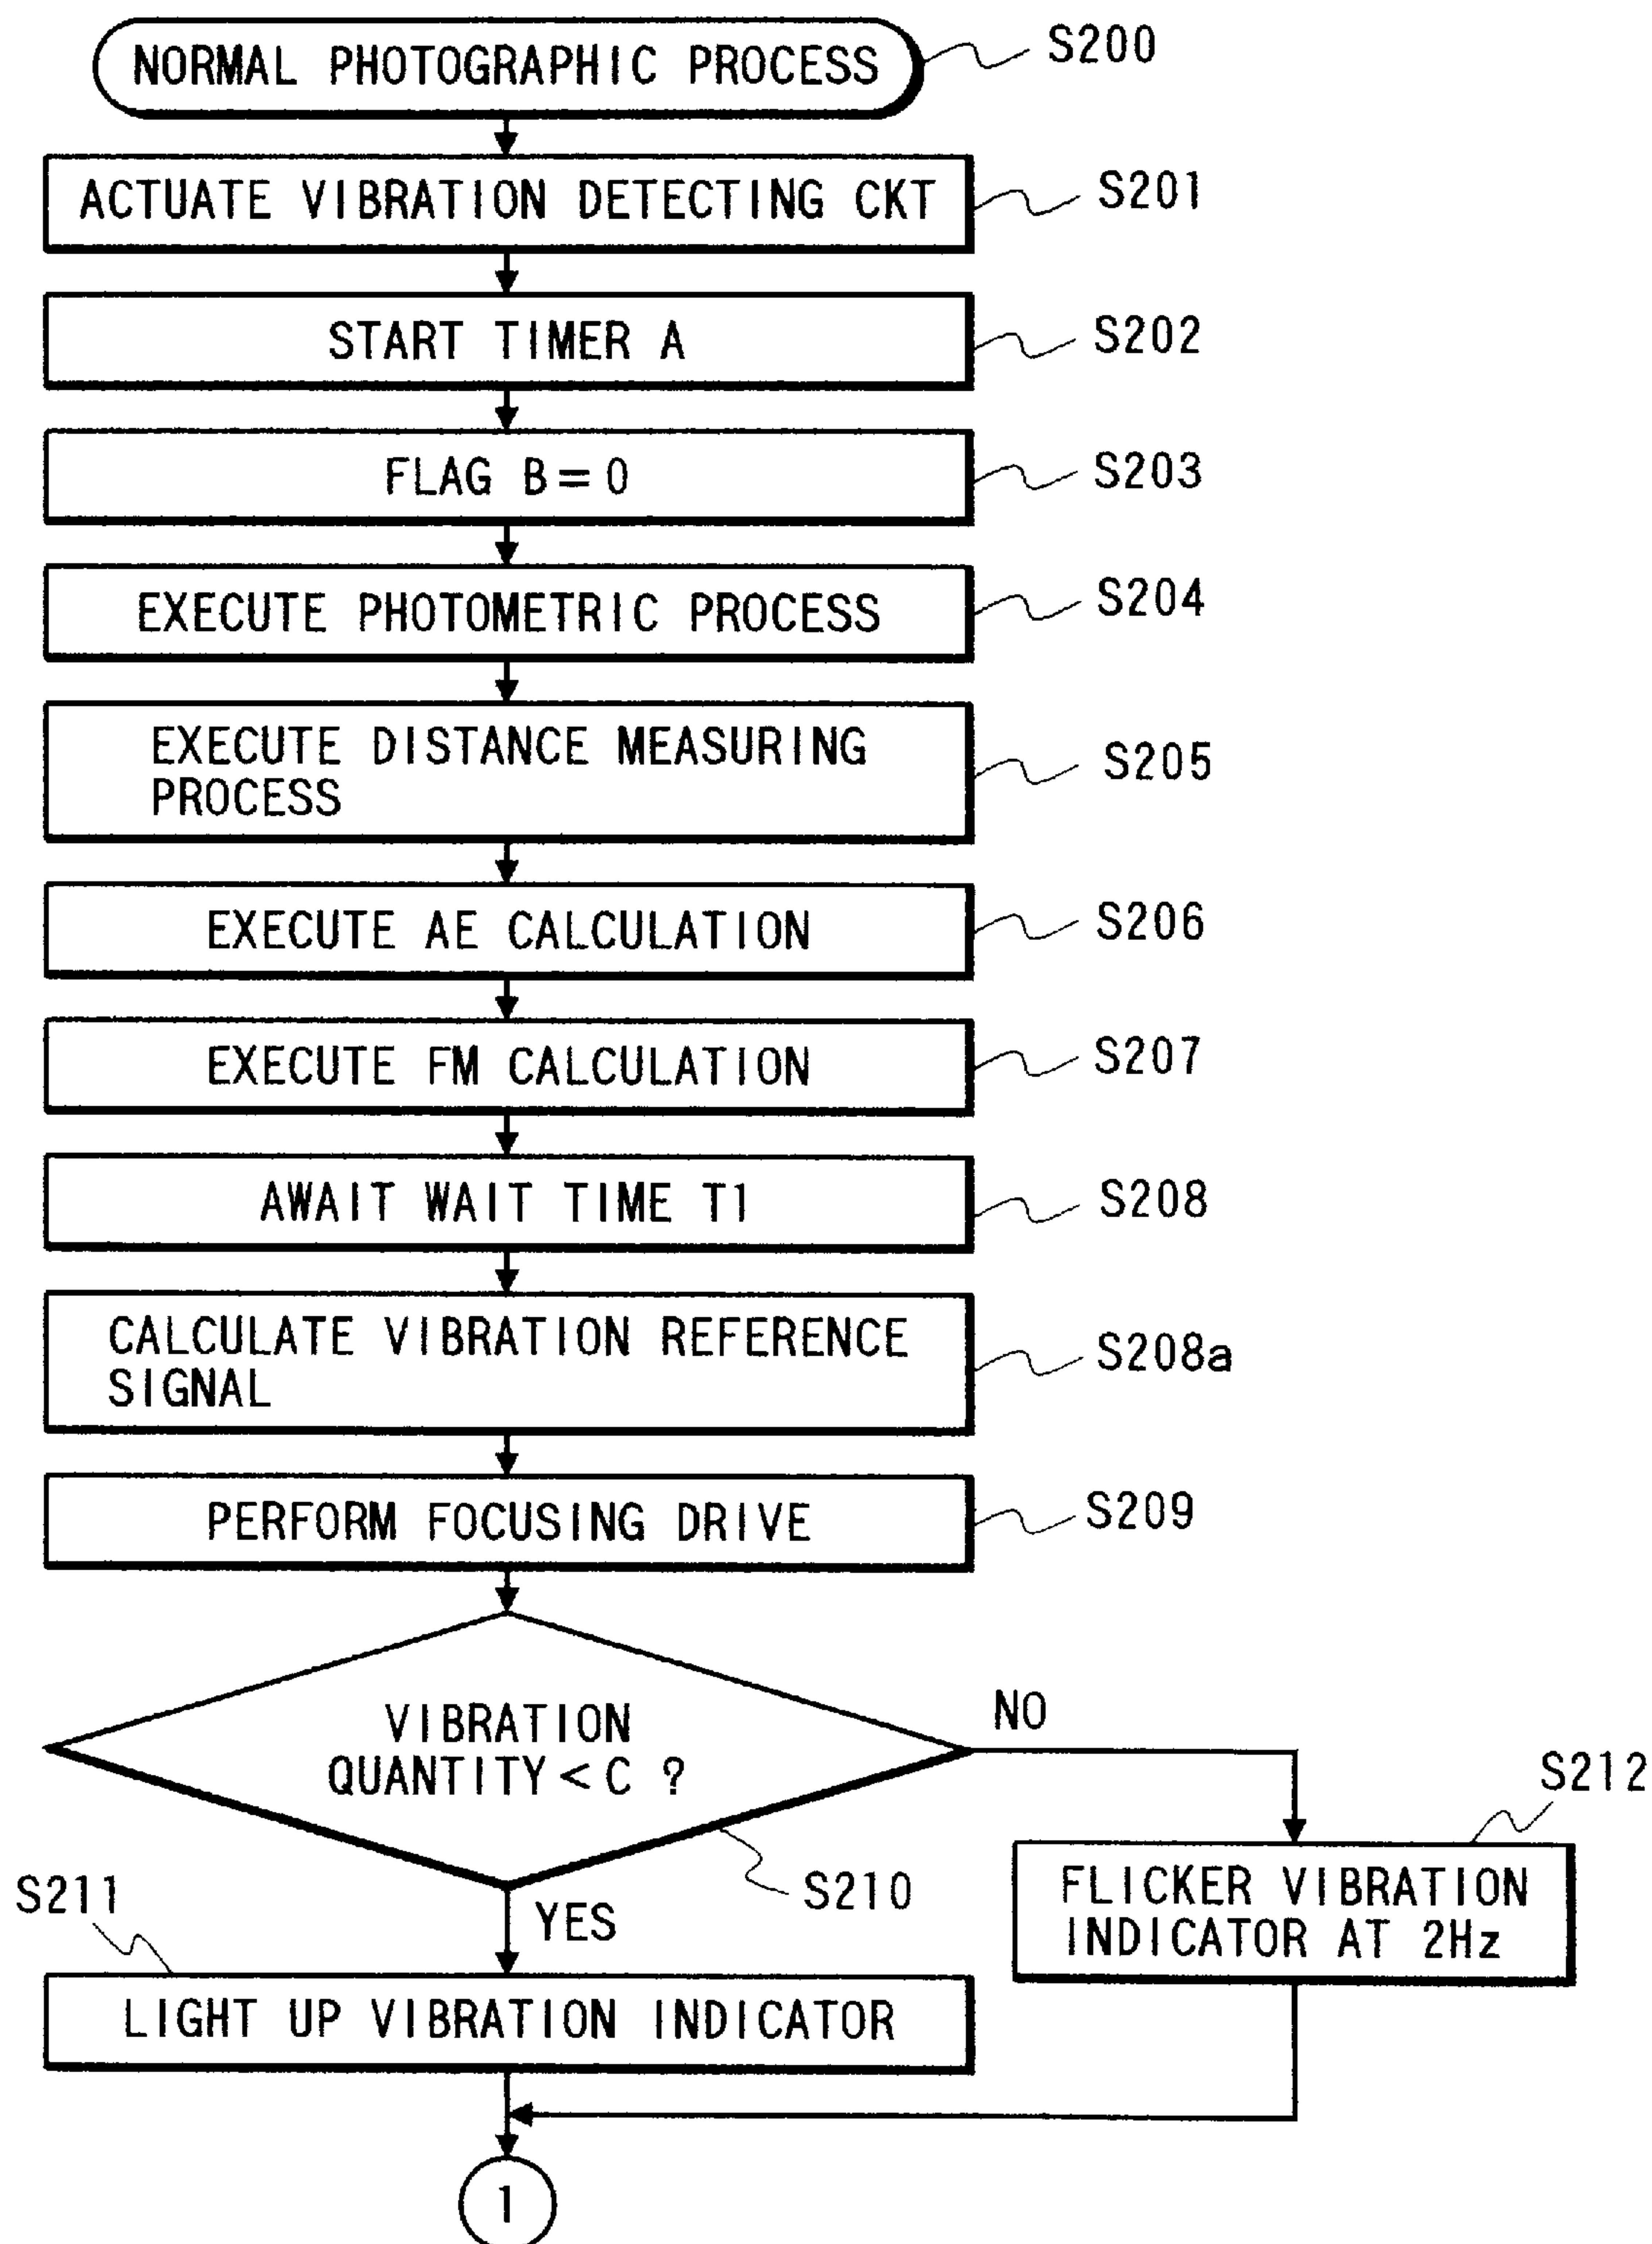 NORMAL PHOTOGRAPHIC PROCESS
S200
ACTUATE VIBRATION DETECTING CKT
S201
START TIMER A
S202
FLAG B=0
S203
EXECUTE PHOTOMETRIC PROCESS
S204
EXECUTE DISTANCE MEASURING
PROCESS
S205
EXECUTE AE CALCULATION
S206
EXECUTE FM CALCULATION
S207
AWAIT WAIT TIME T1
S208
CALCULATE VIBRATION REFERENCE
SIGNAL
S208a
PERFORM FOCUSING DRIVE
S209
VIBRATION
QUANTITY<C ?
S210
NO
S212
FLICKER VIBRATION
INDICATOR AT 2Hz
YES
S211
LIGHT UP VIBRATION INDICATOR
1